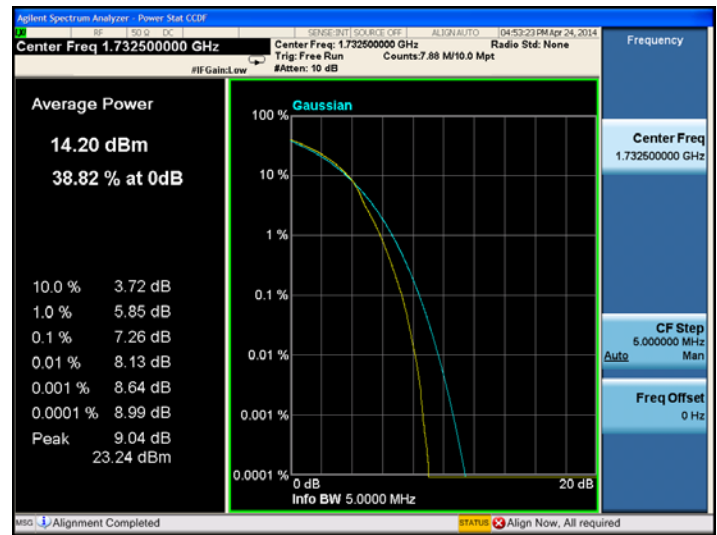 Agilent Spectrum Analyzer - Power Stat CCDF
RF 50 Ω DC SENSE:INT SOURCE OFF ALIGN AUTO 04:53:23 PM Apr 24, 2014
Center Freq 1.732500000 GHz
Center Freq: 1.732500000 GHz Radio Std: None
Trig: Free Run Counts:7.88 M/10.0 Mpt
#IFGain:Low #Atten: 10 dB
Frequency
Average Power
14.20 dBm
38.82 % at 0dB
10.0 % 3.72 dB
1.0 % 5.85 dB
0.1 % 7.26 dB
0.01 % 8.13 dB
0.001 % 8.64 dB
0.0001 % 8.99 dB
Peak 9.04 dB
23.24 dBm
Gaussian
100 %
10 %
1 %
0.1 %
0.01 %
0.001 %
0.0001 %
0 dB 20 dB
Info BW 5.0000 MHz
Center Freq
1.732500000 GHz
CF Step
5.000000 MHz
Auto Man
Freq Offset
0 Hz
MSG Alignment Completed STATUS Align Now, All required